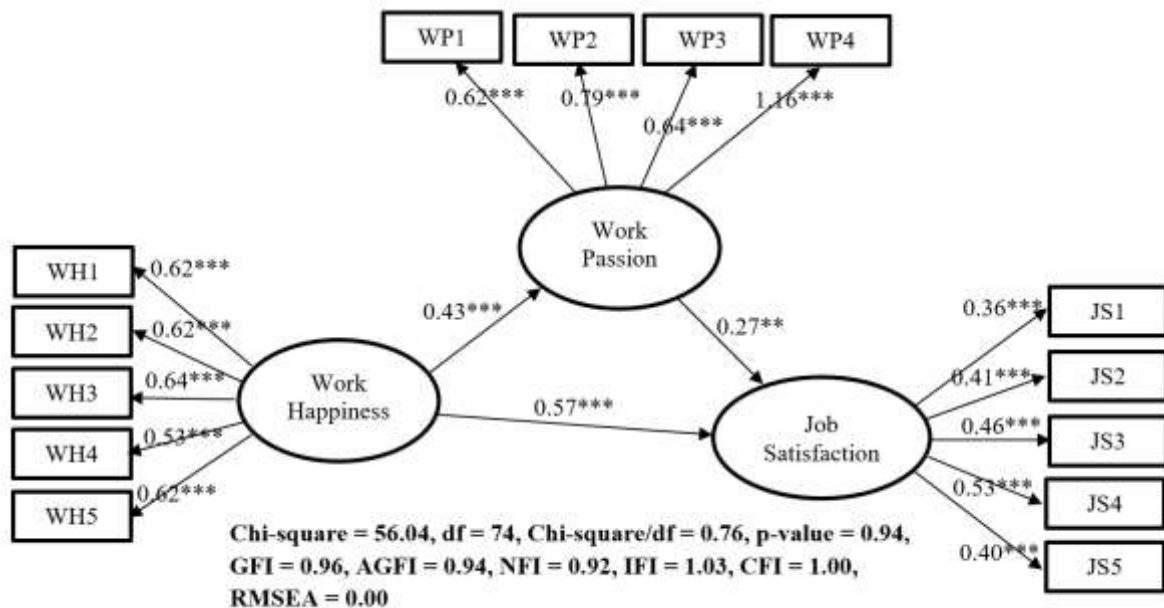 WP1
WP2
WP3
WP4
0.62***
0.79***
0.64***
1.16***
Work
Passion
WH1
WH2
WH3
WH4
WH5
0.62***
0.62***
0.64***
0.53***
0.62***
Work
Happiness
0.43***
0.27**
0.57***
Job
Satisfaction
0.36***
0.41***
0.46***
0.53***
0.40***
JS1
JS2
JS3
JS4
JS5
Chi-square = 56.04, df = 74, Chi-square/df = 0.76, p-value = 0.94,
GFI = 0.96, AGFI = 0.94, NFI = 0.92, IFI = 1.03, CFI = 1.00,
RMSEA = 0.00